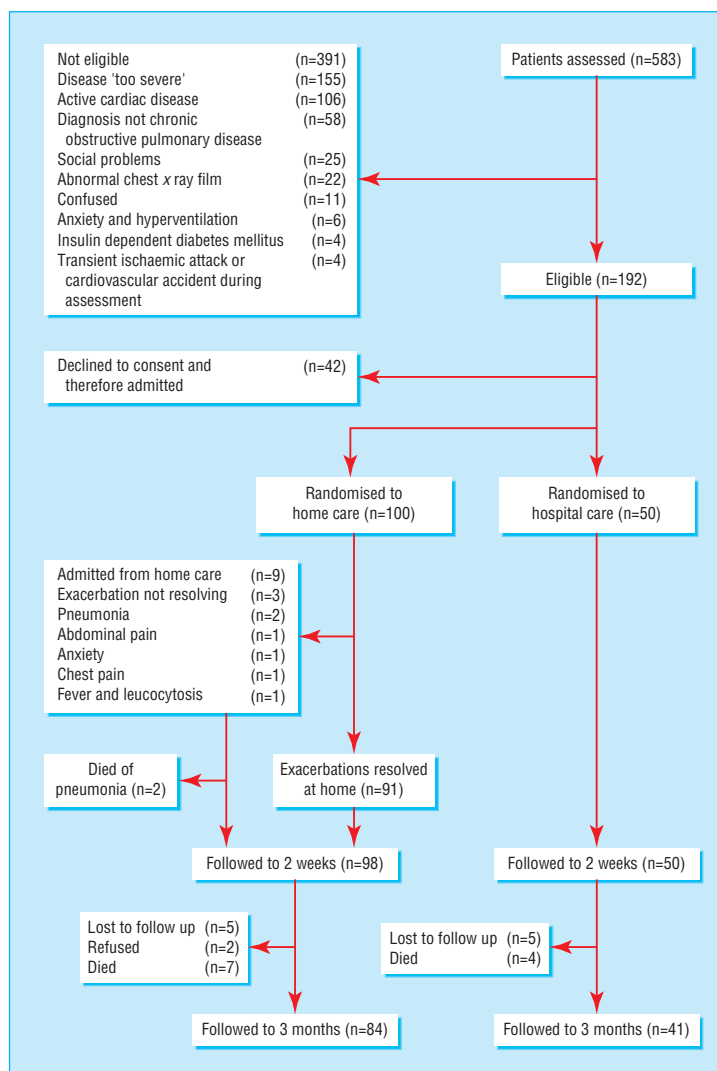 Patients assessed (n=583)
Not eligible (n=391)
Disease 'too severe' (n=155)
Active cardiac disease (n=106)
Diagnosis not chronic (n=58)
obstructive pulmonary disease
Social problems (n=25)
Abnormal chest x ray film (n=22)
Confused (n=11)
Anxiety and hyperventilation (n=6)
Insulin dependent diabetes mellitus (n=4)
Transient ischaemic attack or (n=4)
cardiovascular accident during
assessment
Eligible (n=192)
Declined to consent and (n=42)
therefore admitted
Randomised to
home care (n=100)
Randomised to
hospital care (n=50)
Admitted from home care (n=9)
Exacerbation not resolving (n=3)
Pneumonia (n=2)
Abdominal pain (n=1)
Anxiety (n=1)
Chest pain (n=1)
Fever and leucocytosis (n=1)
Died of
pneumonia (n=2)
Exacerbations resolved
at home (n=91)
Followed to 2 weeks (n=98)
Followed to 2 weeks (n=50)
Lost to follow up (n=5)
Refused (n=2)
Died (n=7)
Lost to follow up (n=5)
Died (n=4)
Followed to 3 months (n=84)
Followed to 3 months (n=41)